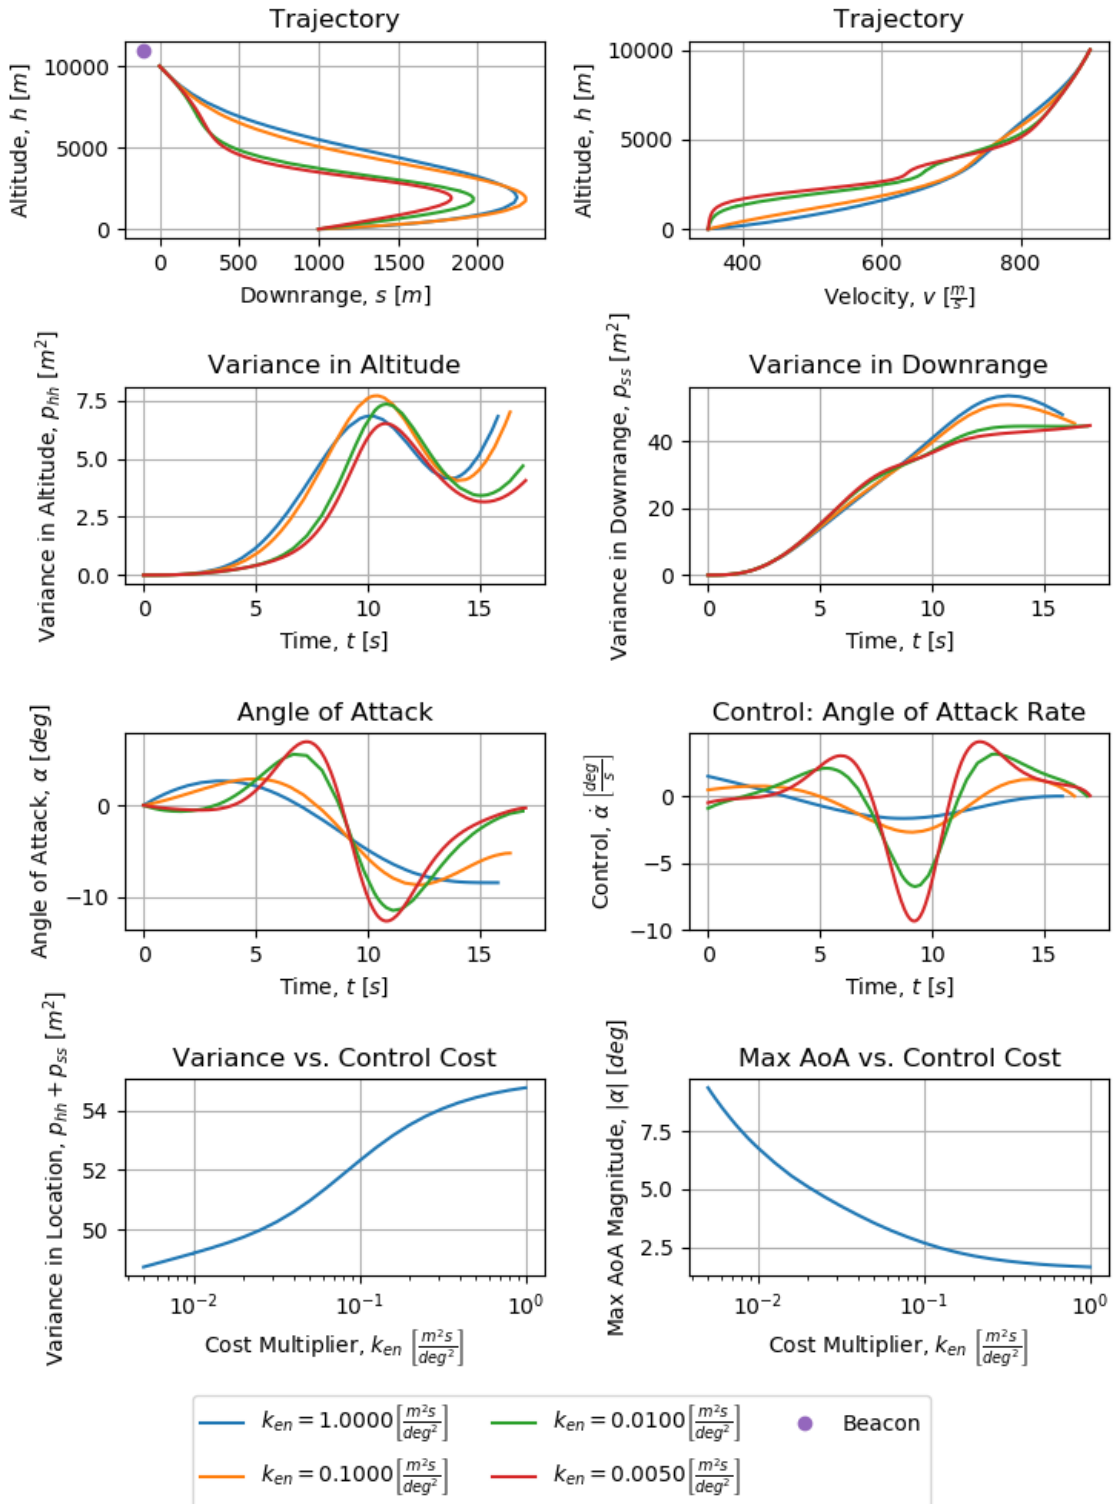 Trajectory
Altitude, h [m]
10000
5000
0
0 500 1000 1500 2000
Downrange, s [m]
Trajectory
Altitude, h [m]
10000
5000
0
400 600 800
Velocity, v [m/s]
Variance in Altitude
Variance in Altitude, p_hh [m²]
7.5
5.0
2.5
0.0
0 5 10 15
Time, t [s]
Variance in Downrange
Variance in Downrange, p_ss [m²]
40
20
0
0 5 10 15
Time, t [s]
Angle of Attack
Angle of Attack, α [deg]
0
−10
0 5 10 15
Time, t [s]
Control: Angle of Attack Rate
Control, α̇ [deg/s]
0
−5
−10
0 5 10 15
Time, t [s]
Variance vs. Control Cost
Variance in Location, p_hh + p_ss [m²]
54
52
50
10⁻² 10⁻¹ 10⁰
Cost Multiplier, k_en [m²s/deg²]
Max AoA vs. Control Cost
Max AoA Magnitude, |α| [deg]
7.5
5.0
2.5
10⁻² 10⁻¹ 10⁰
Cost Multiplier, k_en [m²s/deg²]
k_en = 1.0000 [m²s/deg²]
k_en = 0.0100 [m²s/deg²]
Beacon
k_en = 0.1000 [m²s/deg²]
k_en = 0.0050 [m²s/deg²]